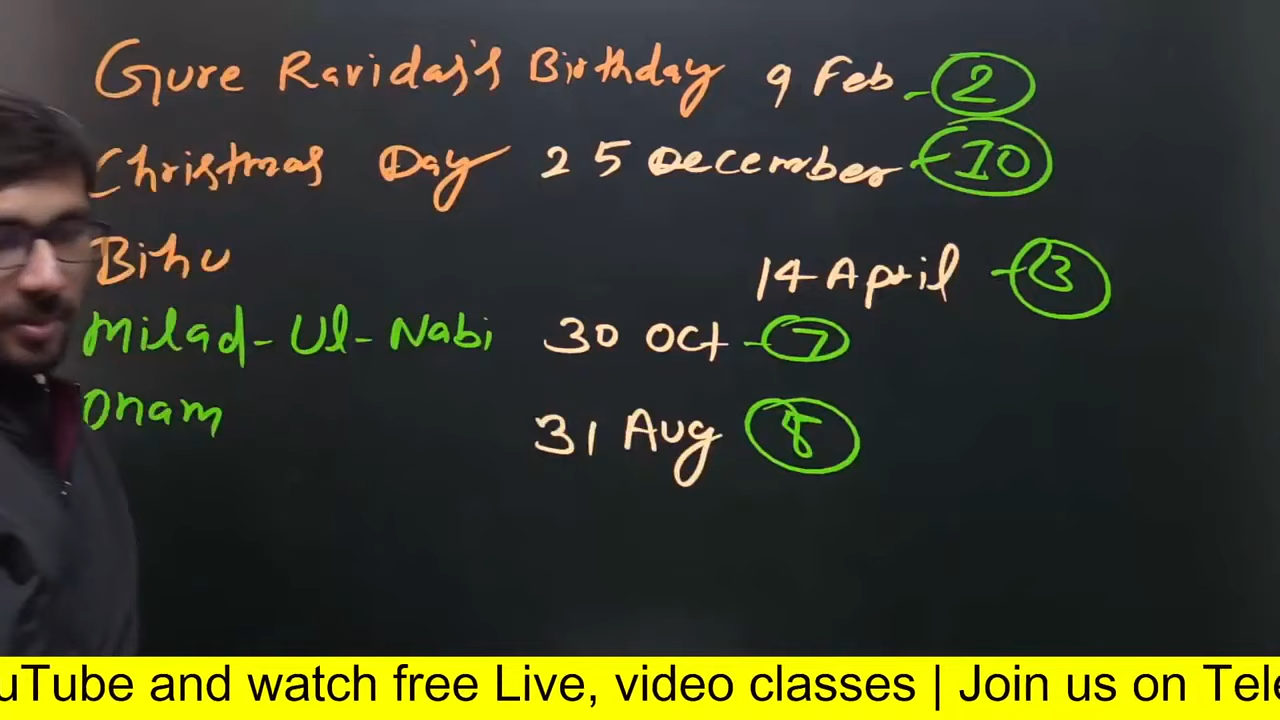 Gure Ravidas's Birthday 9 Feb - 2
Christmas Day 25 December - 10
Bihu 14 April - 3
Milad-Ul-Nabi 30 Oct - 7
Onam 31 Aug 8
uTube and watch free Live, video classes | Join us on Tele